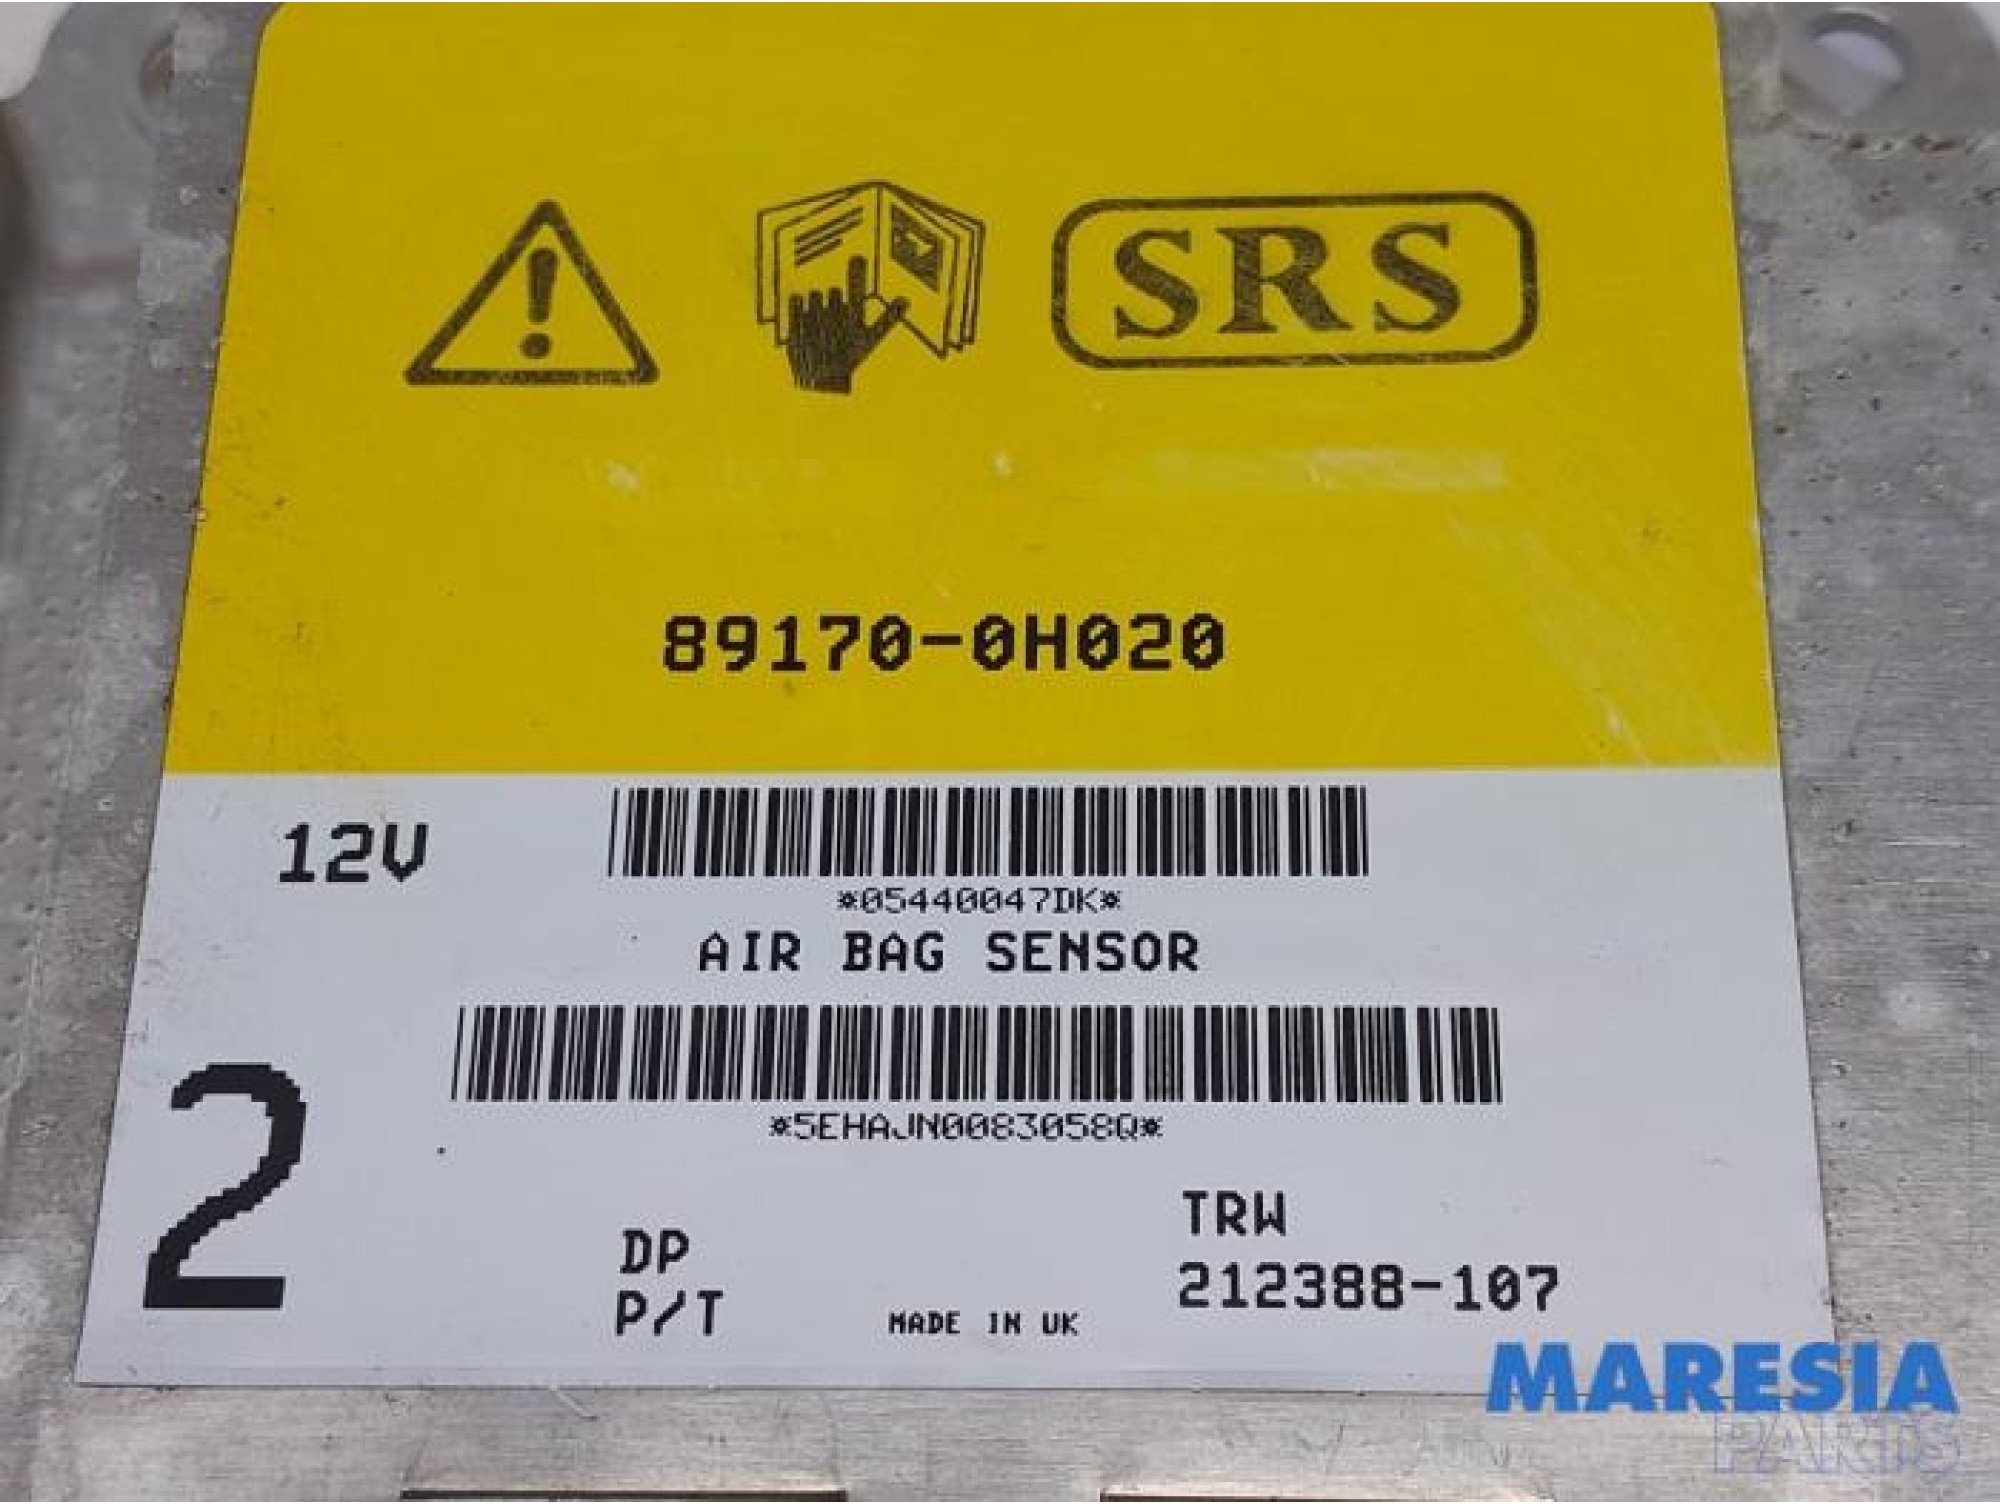 SRS
89170-0H020
12V
*05440047DK*
AIR BAG SENSOR
*5EHAJN0083058Q*
2
DP
P/T
MADE IN UK
TRW
212388-107
MARESIA
PARTS